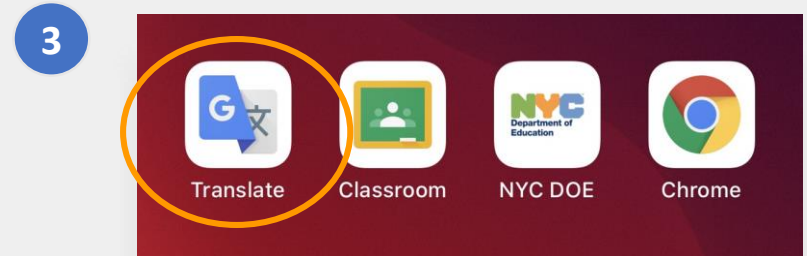 3
G 文
NYC
Department of
Education
Translate
Classroom
NYC DOE
Chrome